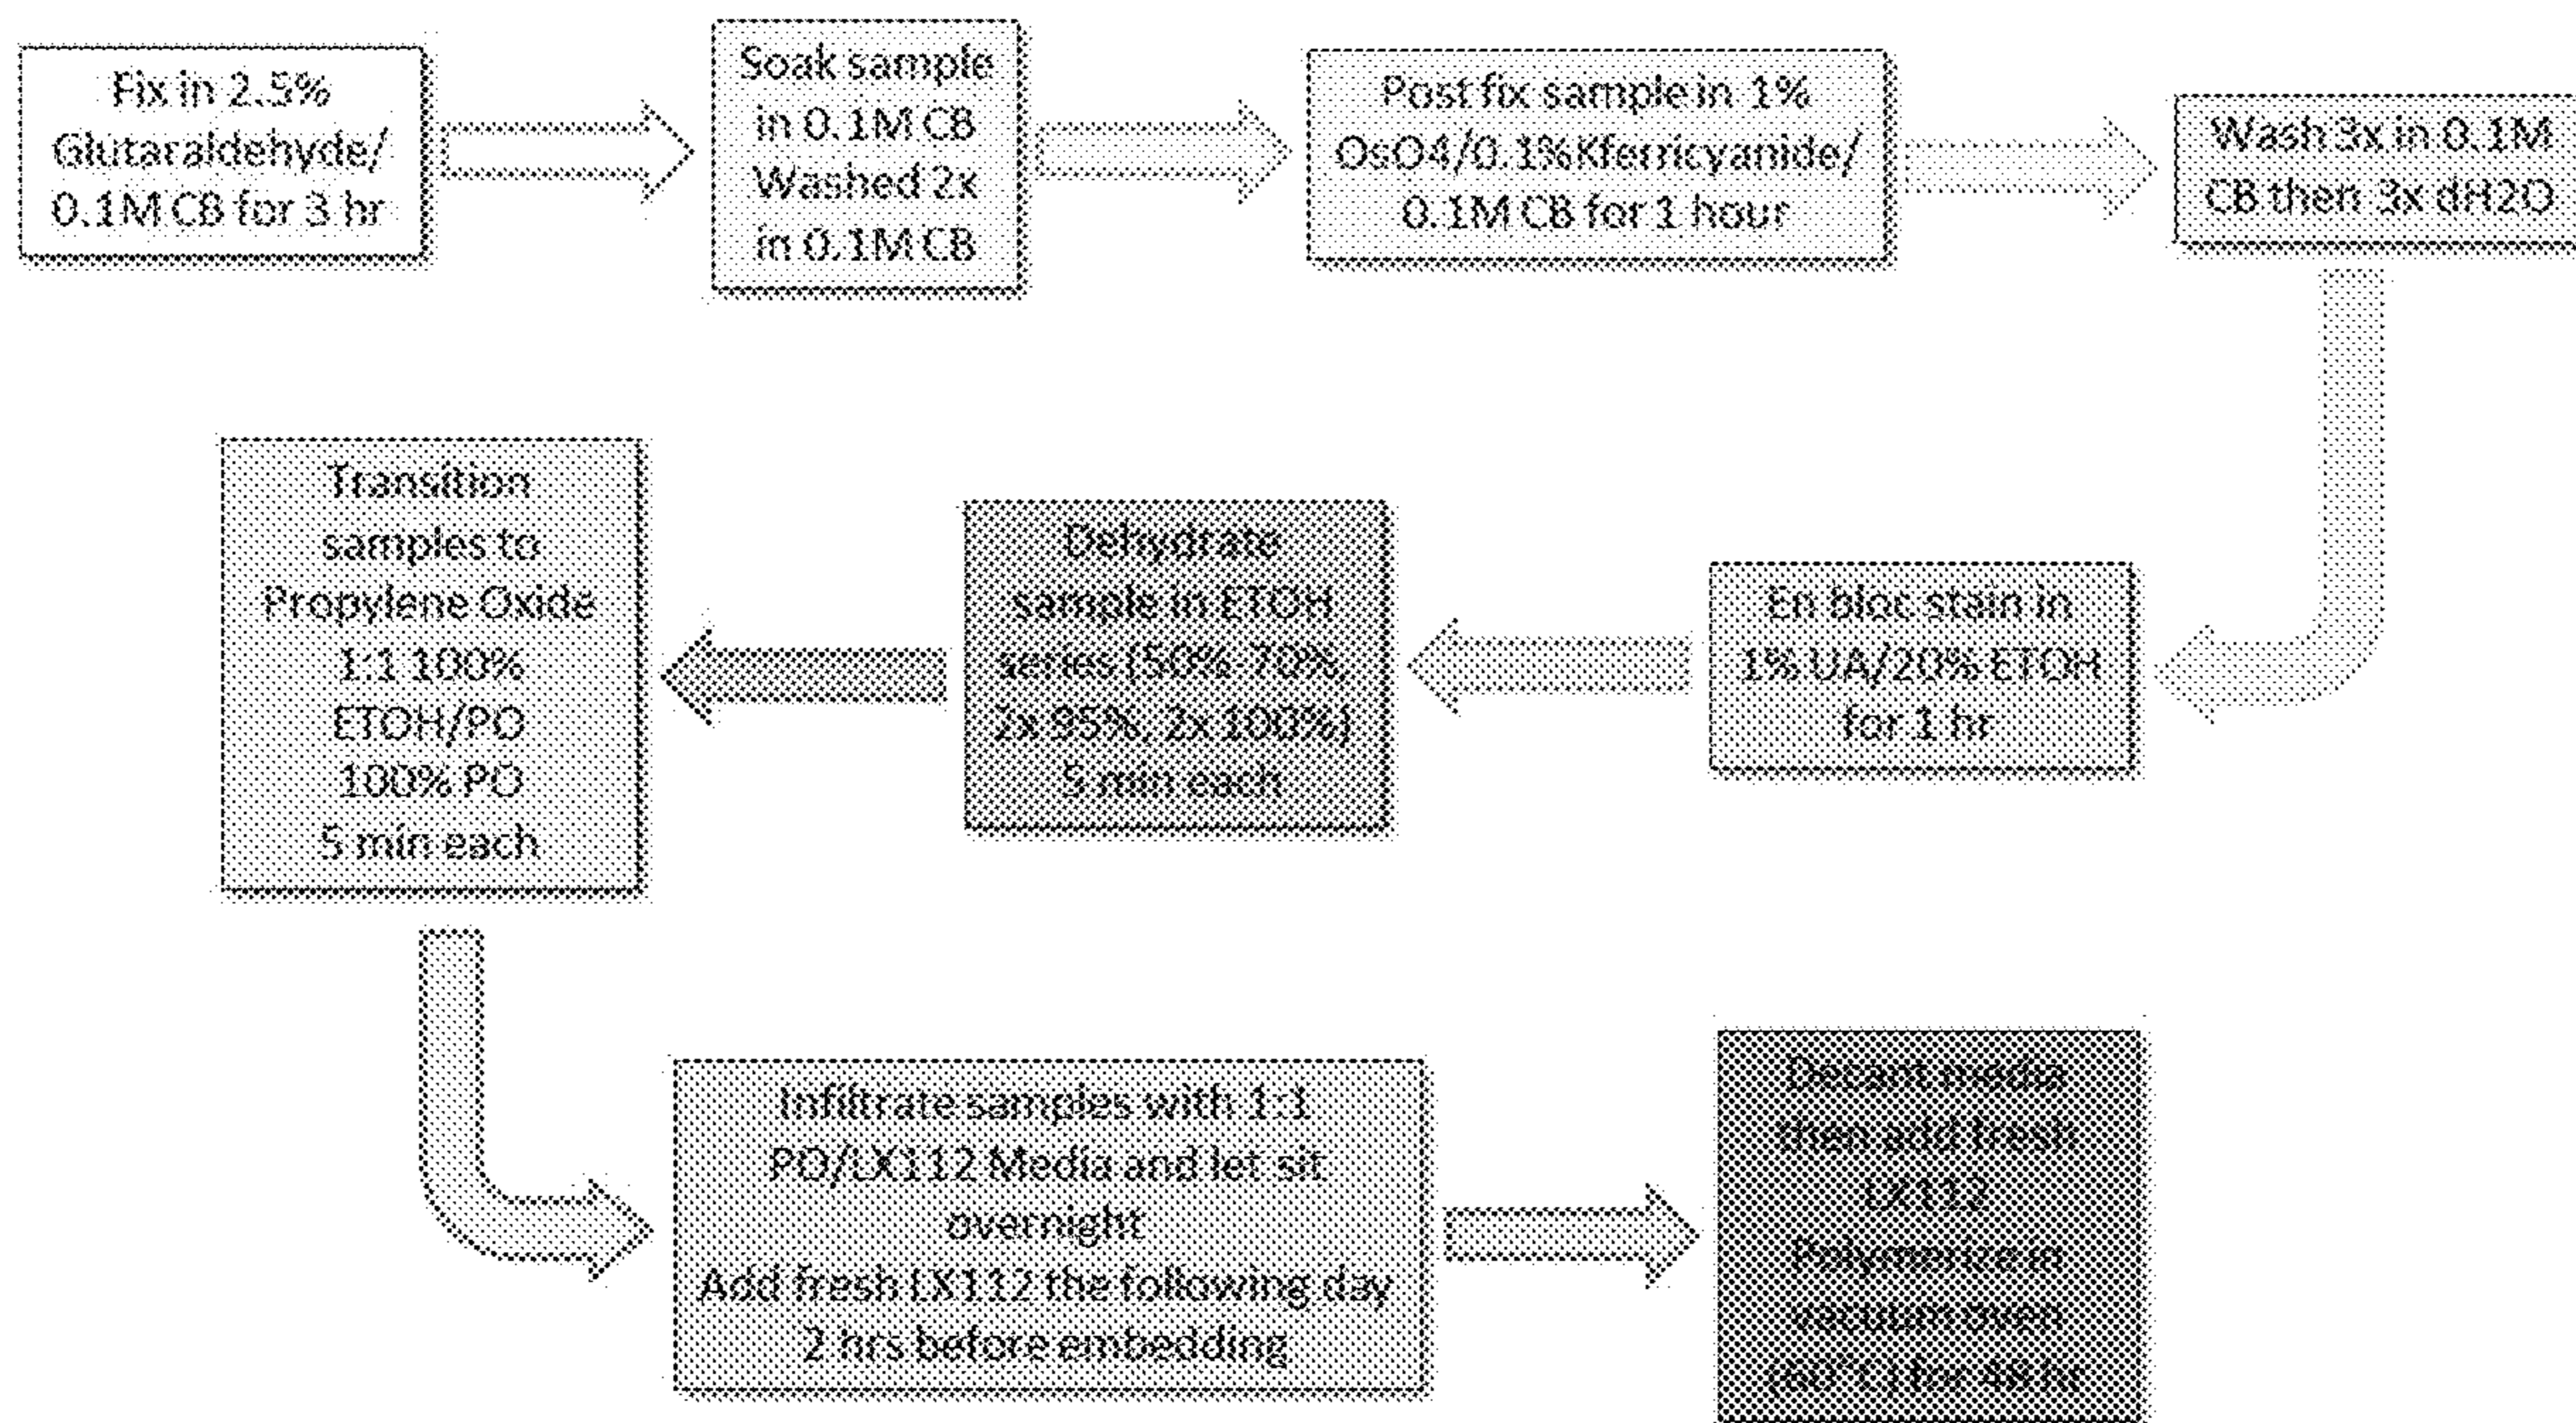 Fix in 2.5%
Glutaraldehyde/
0.1M CB for 3 hr
Soak sample
in 0.1M CB
Washed 2x
in 0.1M CB
Post fix sample in 1%
OsO4/0.1%Kferricyanide/
0.1M CB for 1 hour
Wash 3x in 0.1M
CB then 3x dH2O
En bloc stain in
1% UA/20% ETOH
for 1 hr
Dehydrate
sample in ETOH
series (50%-70%,
2x 95%, 2x 100%)
5 min each
Transition
samples to
Propylene Oxide
1:1 100%
ETOH/PO
100% PO
5 min each
Infiltrate samples with 1:1
PO/LX112 Media and let sit
overnight
Add fresh LX112 the following day
2 hrs before embedding
Decant media
then add fresh
LX112
Polymerize in
vacuum oven
for 48 hr